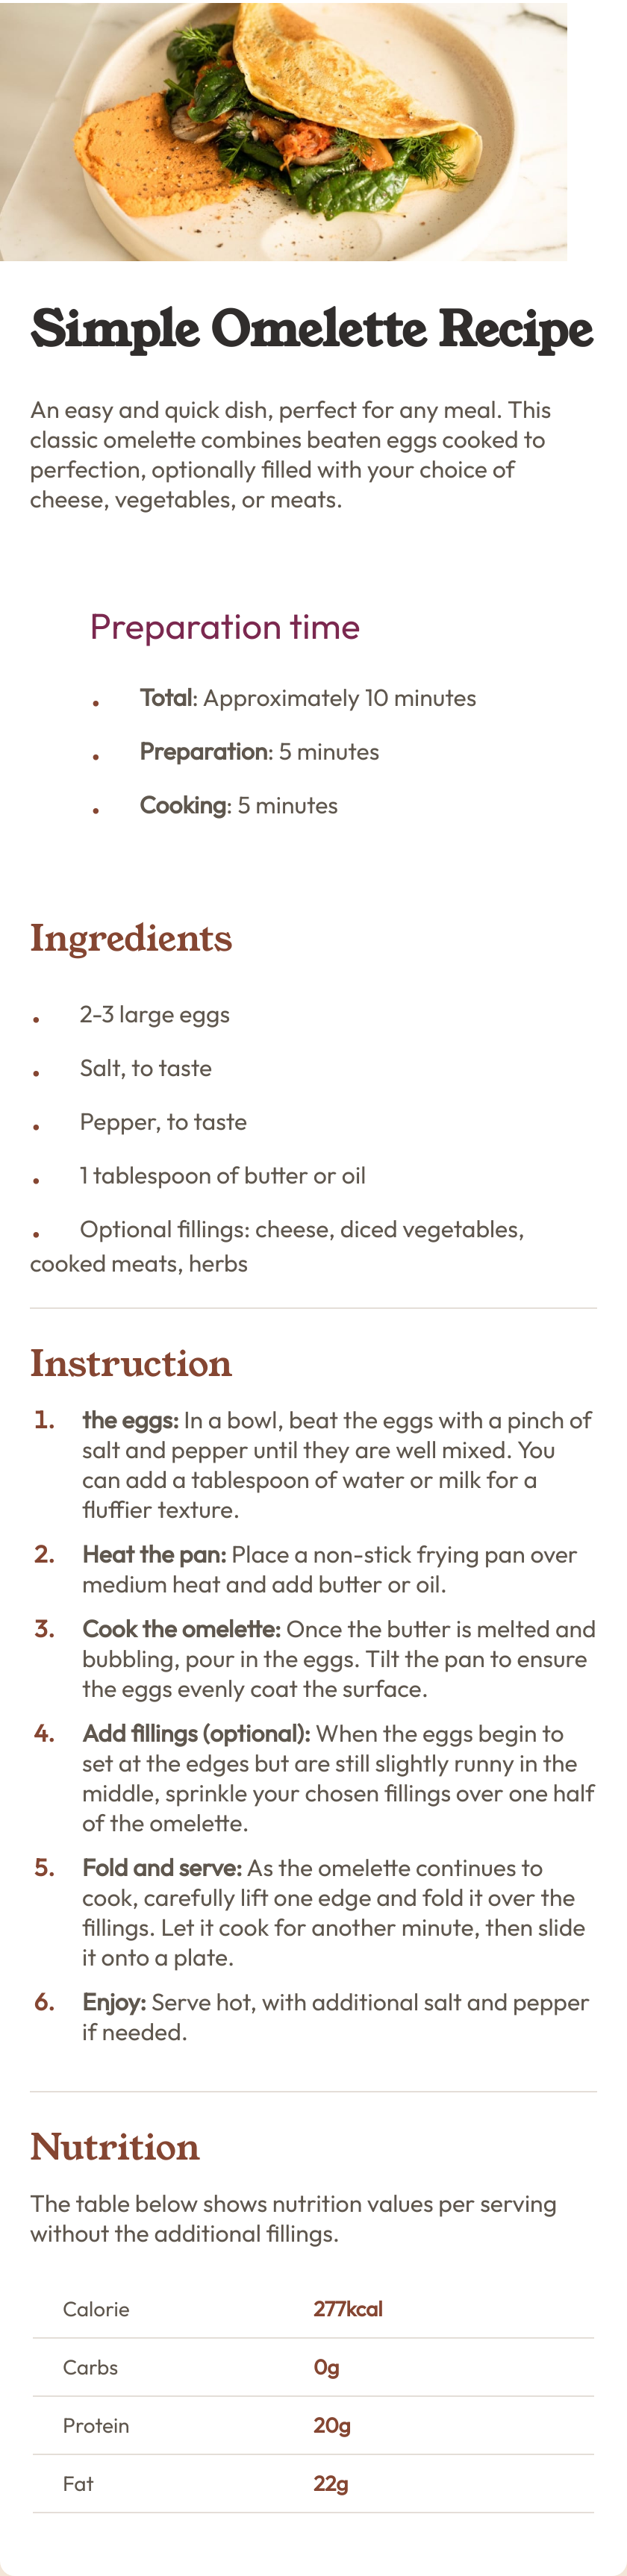 Simple Omelette Recipe
An easy and quick dish, perfect for any meal. This
classic omelette combines beaten eggs cooked to
perfection, optionally filled with your choice of
cheese, vegetables, or meats.
Preparation time
• Total: Approximately 10 minutes
• Preparation: 5 minutes
• Cooking: 5 minutes
Ingredients
• 2-3 large eggs
• Salt, to taste
• Pepper, to taste
• 1 tablespoon of butter or oil
• Optional fillings: cheese, diced vegetables,
cooked meats, herbs
Instruction
1. the eggs: In a bowl, beat the eggs with a pinch of
salt and pepper until they are well mixed. You
can add a tablespoon of water or milk for a
fluffier texture.
2. Heat the pan: Place a non-stick frying pan over
medium heat and add butter or oil.
3. Cook the omelette: Once the butter is melted and
bubbling, pour in the eggs. Tilt the pan to ensure
the eggs evenly coat the surface.
4. Add fillings (optional): When the eggs begin to
set at the edges but are still slightly runny in the
middle, sprinkle your chosen fillings over one half
of the omelette.
5. Fold and serve: As the omelette continues to
cook, carefully lift one edge and fold it over the
fillings. Let it cook for another minute, then slide
it onto a plate.
6. Enjoy: Serve hot, with additional salt and pepper
if needed.
Nutrition
The table below shows nutrition values per serving
without the additional fillings.
Calorie 277kcal
Carbs 0g
Protein 20g
Fat 22g